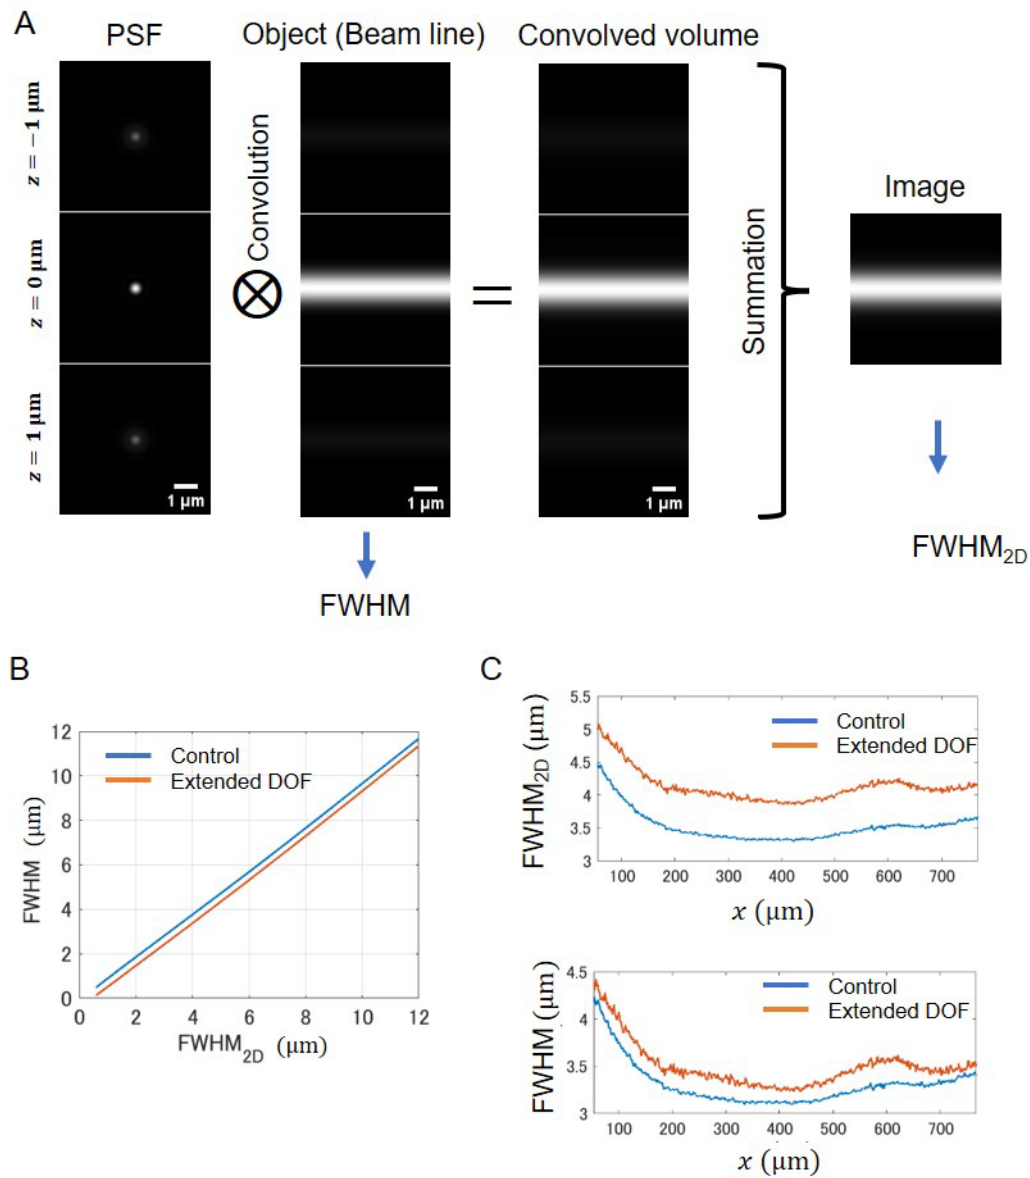 A
PSF
Object (Beam line)
Convolved volume
z = −1 μm
z = 0 μm
z = 1 μm
Convolution
⊗
=
Summation
Image
1 μm
1 μm
1 μm
FWHM
FWHM2D
B
12
10
8
6
4
2
0
FWHM (μm)
Control
Extended DOF
0 2 4 6 8 10 12
FWHM2D (μm)
C
5.5
5
4.5
4
3.5
3
FWHM2D (μm)
Control
Extended DOF
100 200 300 400 500 600 700
x (μm)
4.5
4
3.5
3
FWHM (μm)
Control
Extended DOF
100 200 300 400 500 600 700
x (μm)